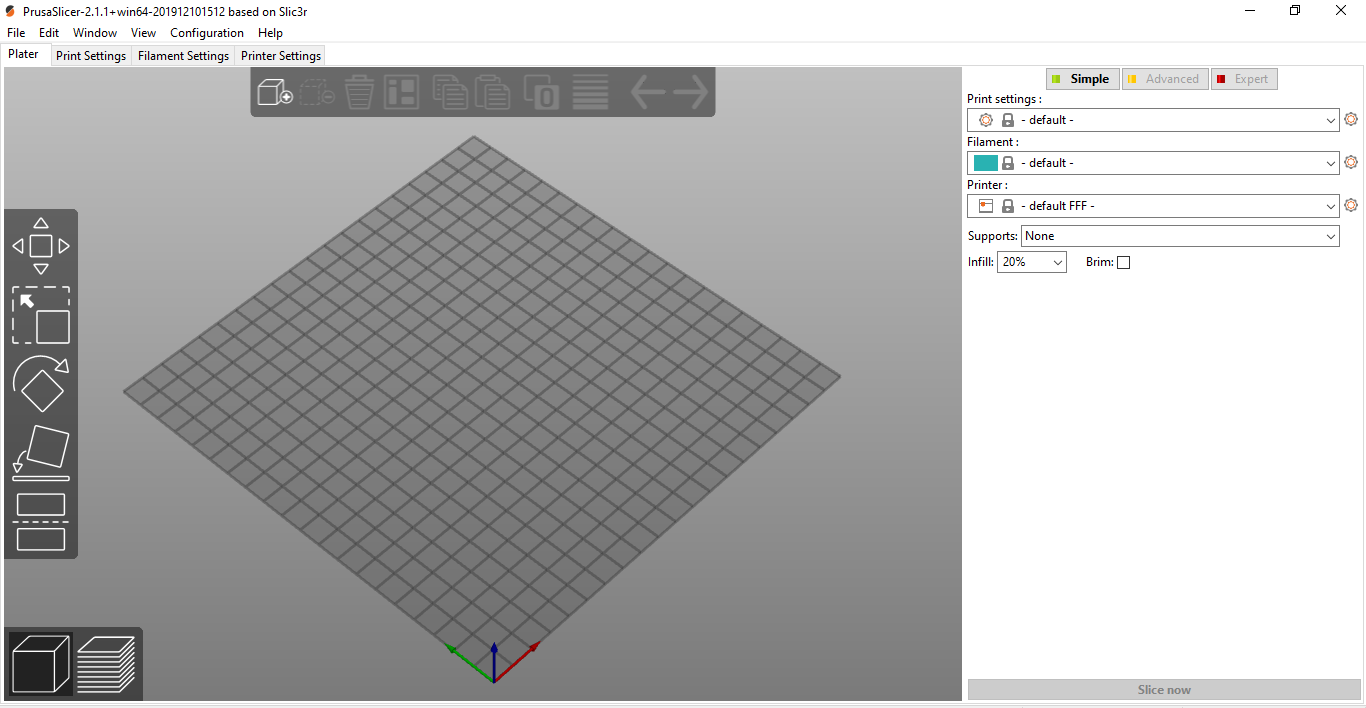 PrusaSlicer-2.1.1+win64-201912101512 based on Slic3r
File Edit Window View Configuration Help
Plater Print Settings Filament Settings Printer Settings
Simple Advanced Expert
Print settings :
- default -
Filament :
- default -
Printer :
- default FFF -
Supports: None
Infill: 20% Brim:
0
Slice now